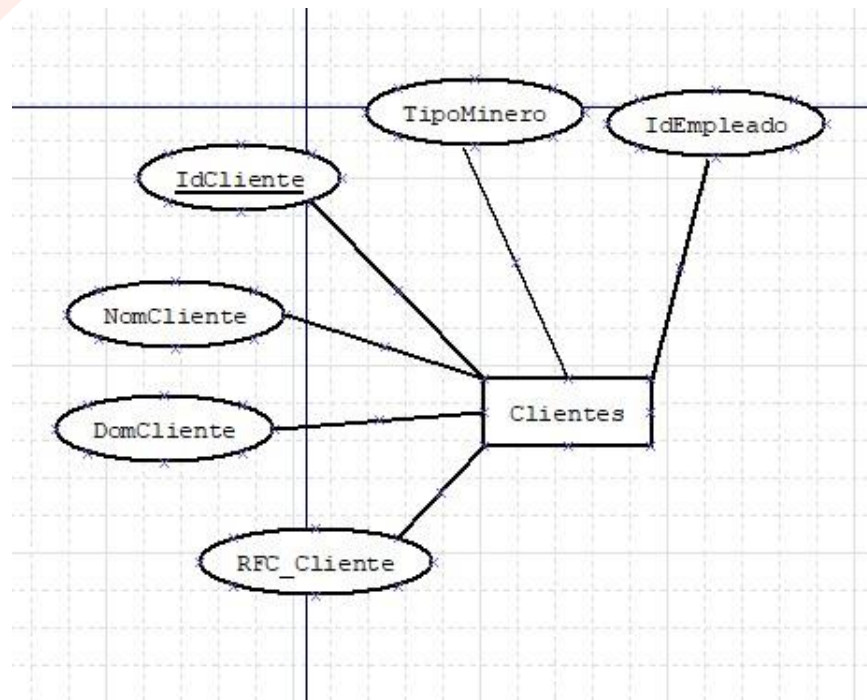 TipoMinero
IdEmpleado
IdCliente
NomCliente
Clientes
DomCliente
RFC_Cliente